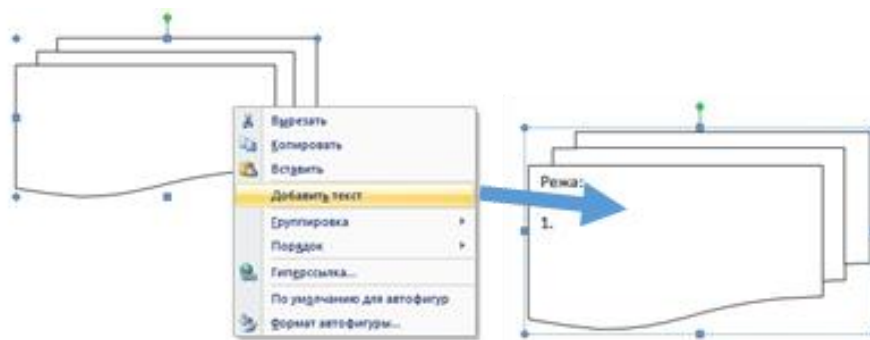 Вырезать
Копировать
Вставить
Добавить текст
Группировка
Порядок
Гиперссылка...
По умолчанию для автофигур
Формат автофигуры...
Режа:
1.